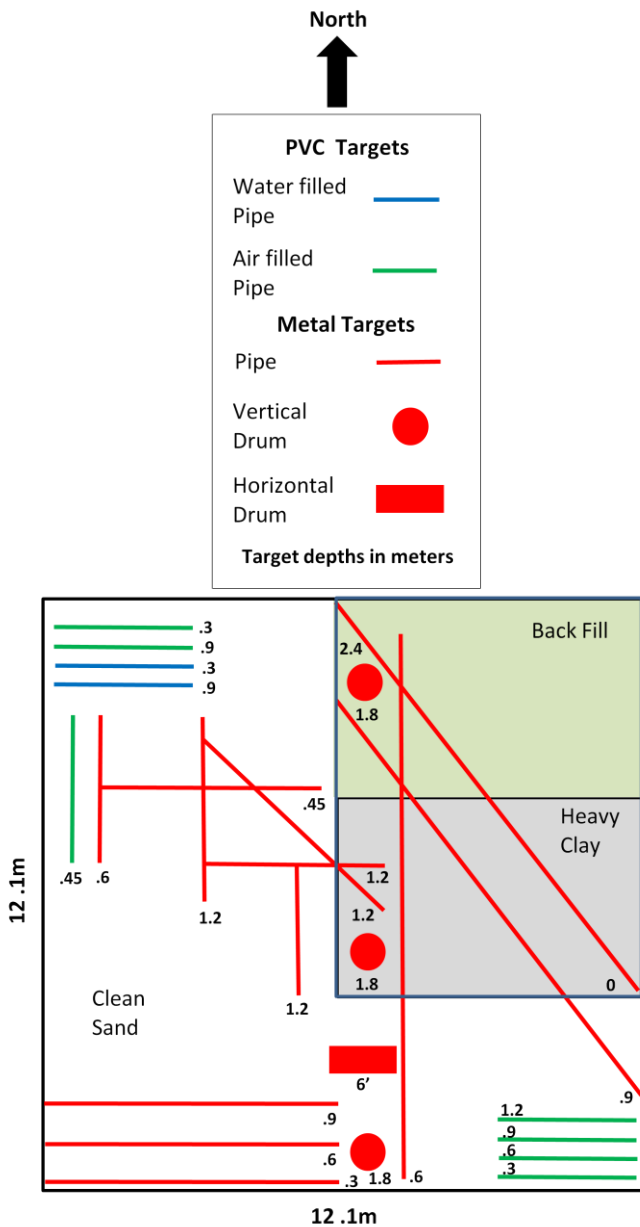 North
PVC Targets
Water filled
Pipe
Air filled
Pipe
Metal Targets
Pipe
Vertical
Drum
Horizontal
Drum
Target depths in meters
.3
.9
.3
.9
2.4
Back Fill
1.8
.45
Heavy
Clay
.45
.6
1.2
1.2
1.2
1.8
0
1.2
Clean
Sand
12 .1m
6’
.9
.6
.3
1.8
.6
.9
1.2
.9
.6
.3
12 .1m